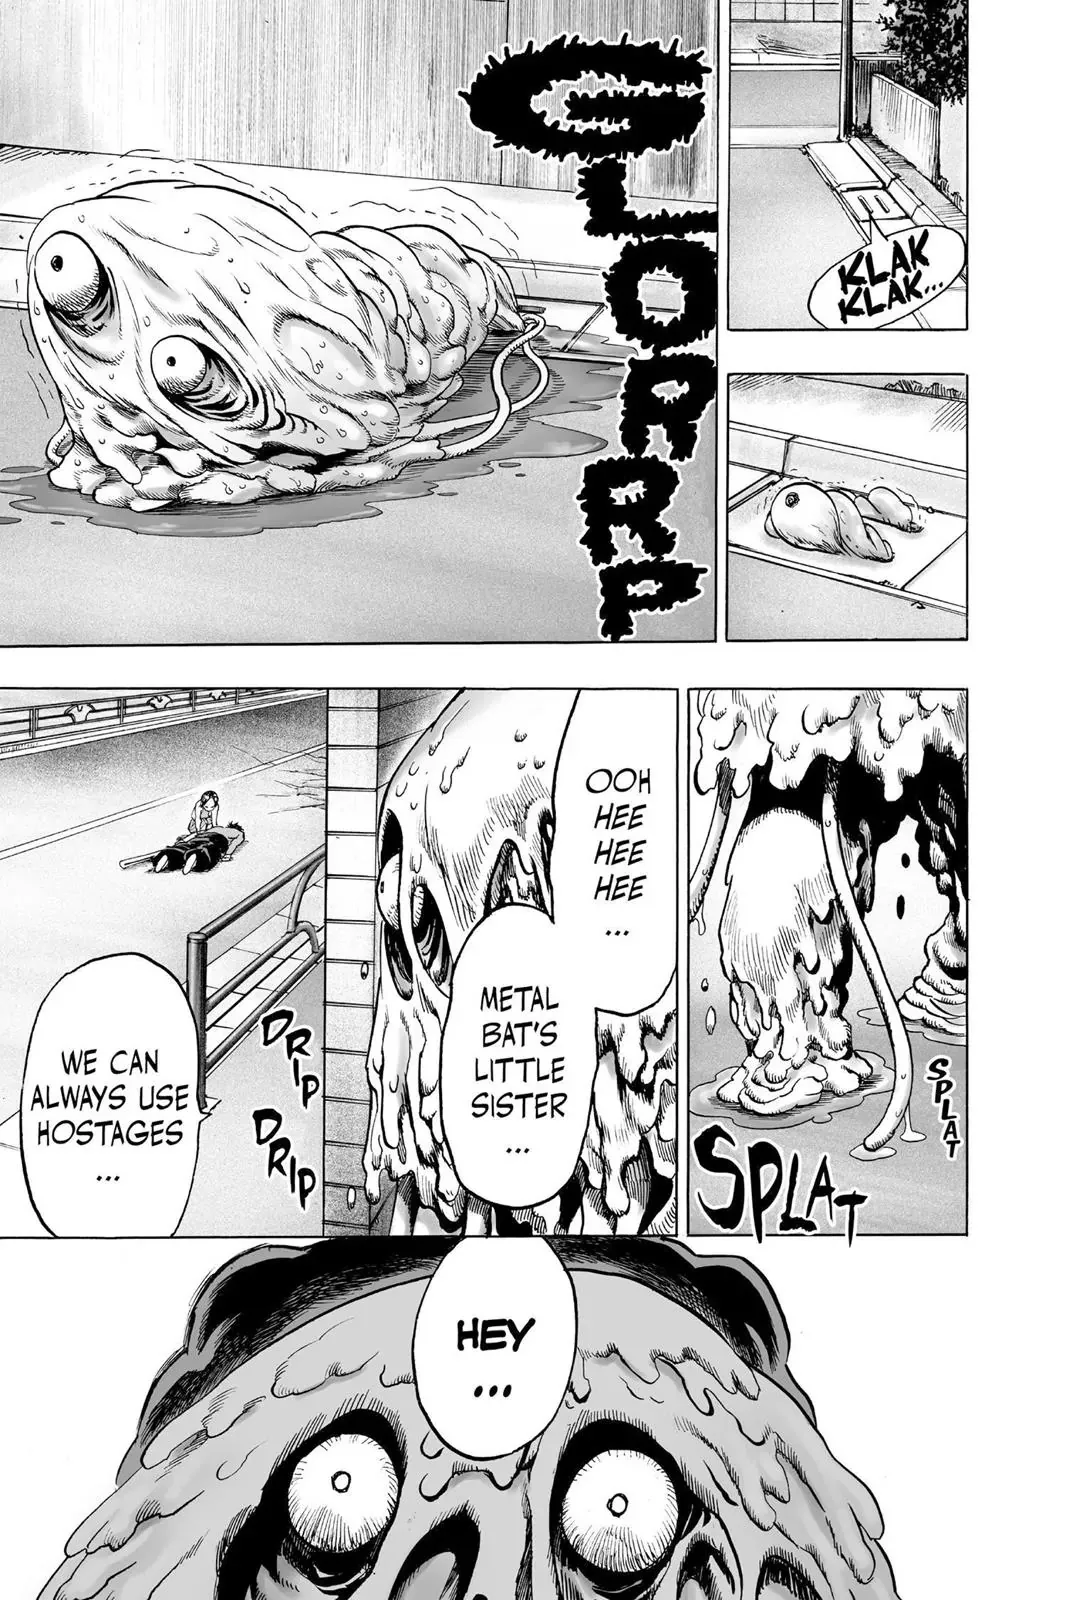 KLAK
KLAK...
GLORRP
SPLAT
SPLAT
OOH
HEE
HEE
HEE
...
METAL
BAT'S
LITTLE
SISTER
...
DRIP
DRIP
WE CAN
ALWAYS USE
HOSTAGES
...
HEY
...